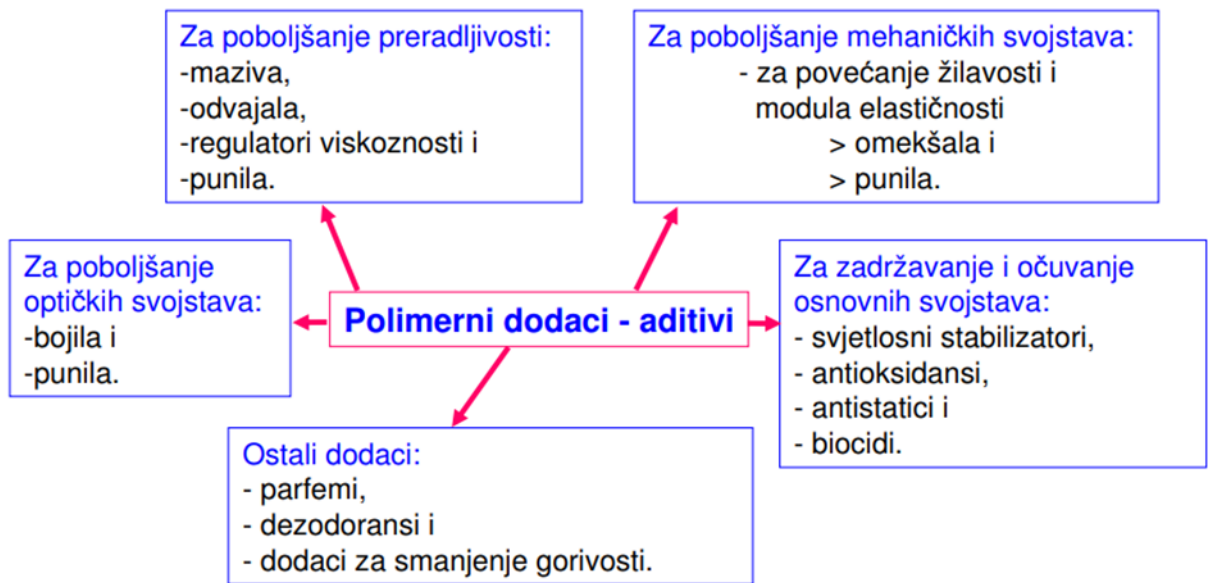 Za poboljšanje preradljivosti:
-maziva,
-odvajala,
-regulatori viskoznosti i
-punila.
Za poboljšanje mehaničkih svojstava:
- za povećanje žilavosti i
modula elastičnosti
> omekšala i
> punila.
Za poboljšanje
optičkih svojstava:
-bojila i
-punila.
Polimerni dodaci - aditivi
Za zadržavanje i očuvanje
osnovnih svojstava:
- svjetlosni stabilizatori,
- antioksidansi,
- antistatici i
- biocidi.
Ostali dodaci:
- parfemi,
- dezodoransi i
- dodaci za smanjenje gorivosti.